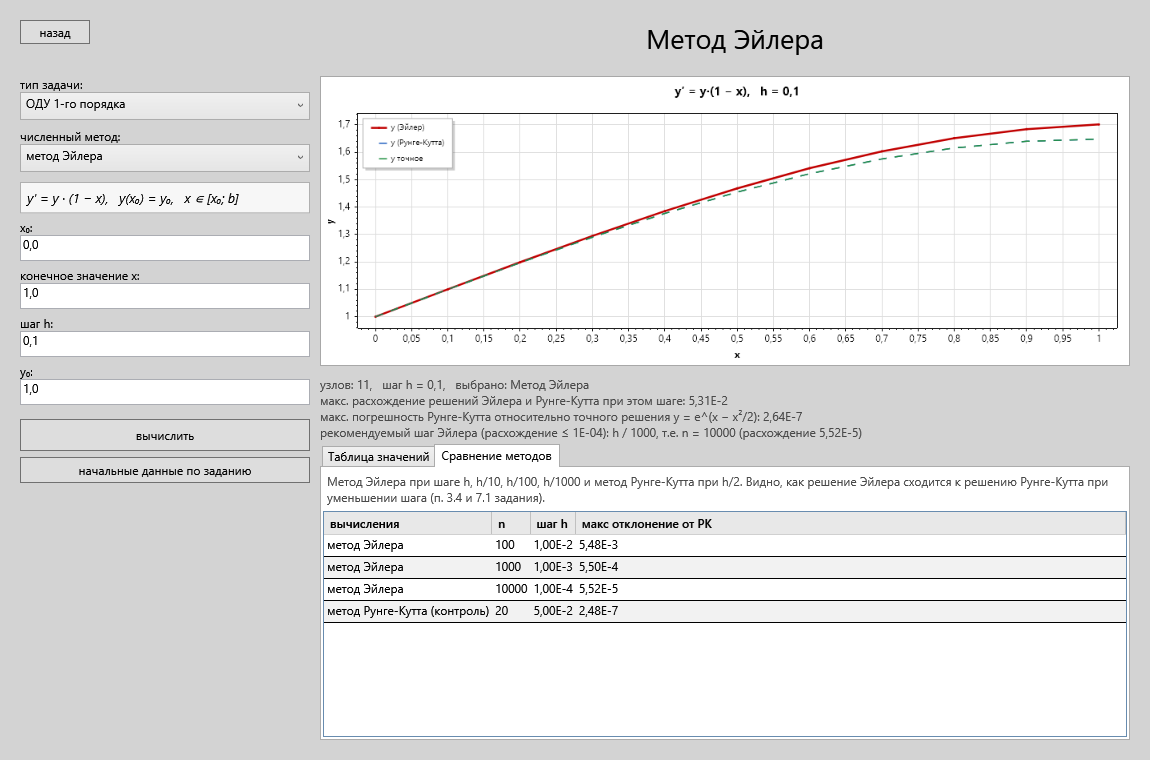 назад
Метод Эйлера
тип задачи:
ОДУ 1-го порядка
численный метод:
метод Эйлера
y′ = y · (1 − x),   y(x₀) = y₀,   x ∈ [x₀; b]
x₀:
0,0
конечное значение x:
1,0
шаг h:
0,1
y₀:
1,0
вычислить
начальные данные по заданию
y′ = y·(1 − x),   h = 0,1
y (Эйлер)
y (Рунге-Кутта)
y точное
1,7
1,6
1,5
1,4
1,3
1,2
1,1
1
y
0 0,05 0,1 0,15 0,2 0,25 0,3 0,35 0,4 0,45 0,5 0,55 0,6 0,65 0,7 0,75 0,8 0,85 0,9 0,95 1
x
узлов: 11,   шаг h = 0,1,   выбрано: Метод Эйлера
макс. расхождение решений Эйлера и Рунге-Кутта при этом шаге: 5,31E-2
макс. погрешность Рунге-Кутта относительно точного решения y = e^(x − x²/2): 2,64E-7
рекомендуемый шаг Эйлера (расхождение ≤ 1E-04): h / 1000, т.е. n = 10000 (расхождение 5,52E-5)
Таблица значений Сравнение методов
Метод Эйлера при шаге h, h/10, h/100, h/1000 и метод Рунге-Кутта при h/2. Видно, как решение Эйлера сходится к решению Рунге-Кутта при
уменьшении шага (п. 3.4 и 7.1 задания).
вычисления n шаг h макс отклонение от РК
метод Эйлера 100 1,00E-2 5,48E-3
метод Эйлера 1000 1,00E-3 5,50E-4
метод Эйлера 10000 1,00E-4 5,52E-5
метод Рунге-Кутта (контроль) 20 5,00E-2 2,48E-7